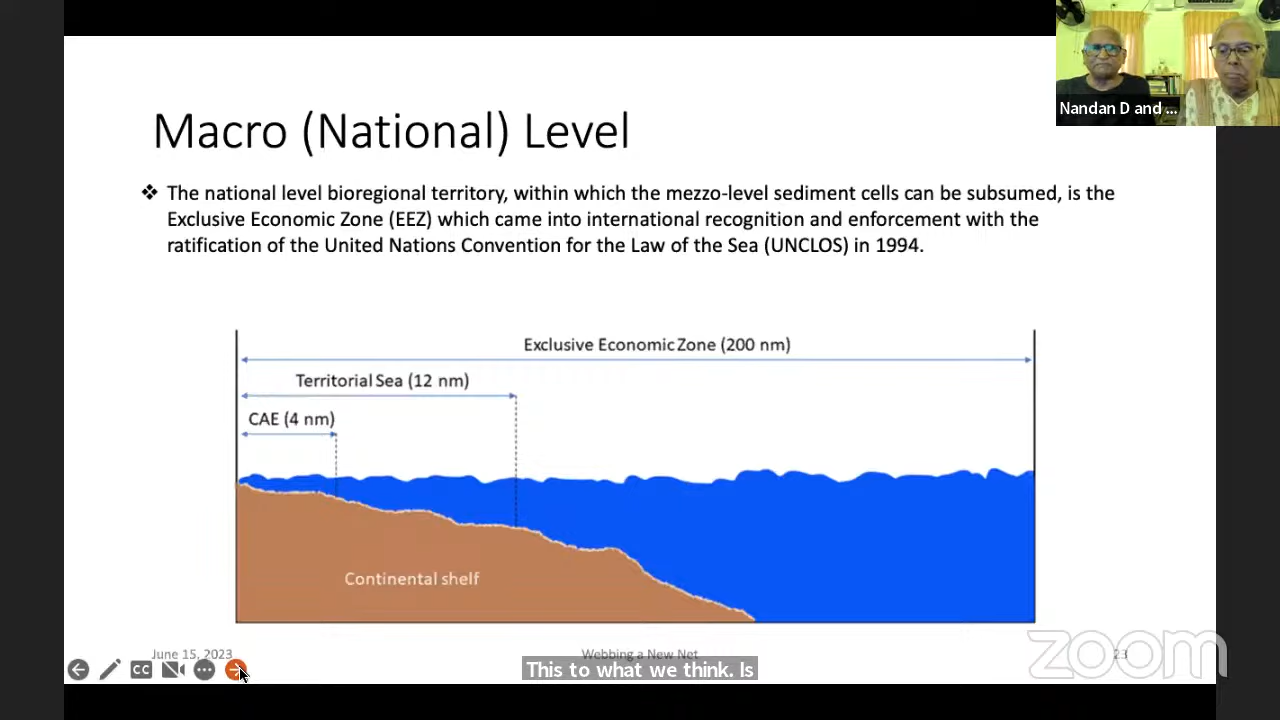 Nandan D and ...
Macro (National) Level
❖ The national level bioregional territory, within which the mezzo-level sediment cells can be subsumed, is the
Exclusive Economic Zone (EEZ) which came into international recognition and enforcement with the
ratification of the United Nations Convention for the Law of the Sea (UNCLOS) in 1994.
Exclusive Economic Zone (200 nm)
Territorial Sea (12 nm)
CAE (4 nm)
Continental shelf
June 15, 2023
Webbing a New Net
23
CC
This to what we think. Is
zoom